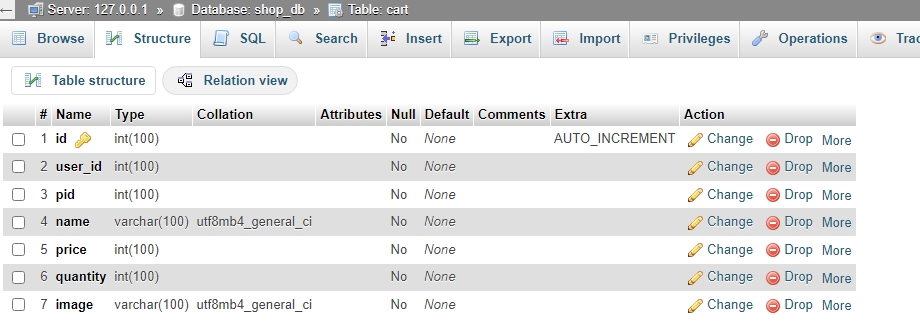 Server: 127.0.0.1 » Database: shop_db » Table: cart
Browse Structure SQL Search Insert Export Import Privileges Operations
Table structure Relation view
# Name Type Collation Attributes Null Default Comments Extra Action
1 id int(100) No None AUTO_INCREMENT Change Drop More
2 user_id int(100) No None Change Drop More
3 pid int(100) No None Change Drop More
4 name varchar(100) utf8mb4_general_ci No None Change Drop More
5 price int(100) No None Change Drop More
6 quantity int(100) No None Change Drop More
7 image varchar(100) utf8mb4_general_ci No None Change Drop More